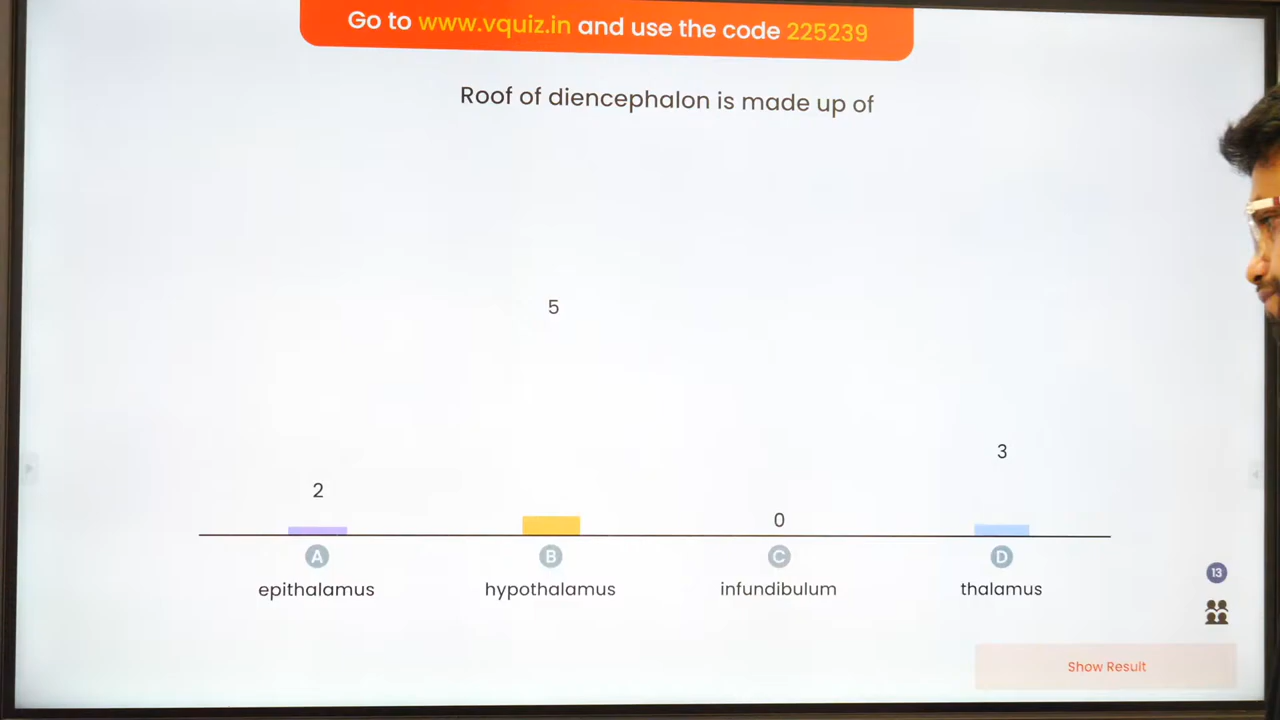 Go to www.vquiz.in and use the code 225239
Roof of diencephalon is made up of
5
3
2
0
A
B
C
D
epithalamus
hypothalamus
infundibulum
thalamus
13
Show Result